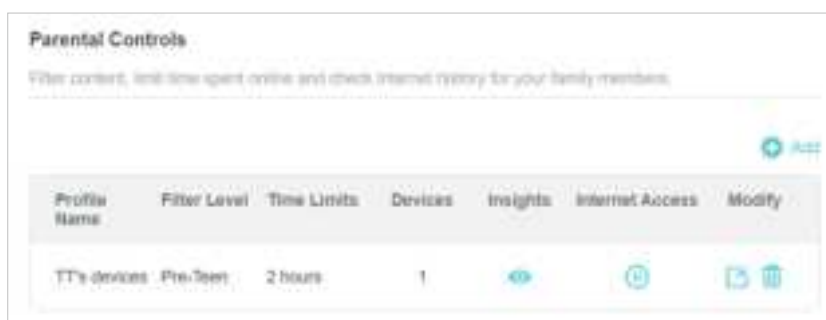 Parental Controls
Filter content, limit time spent online and check internet history for your family members.
Add
Profile Name Filter Level Time Limits Devices Insights Internet Access Modify
TT's devices Pre-Teen 2 hours 1